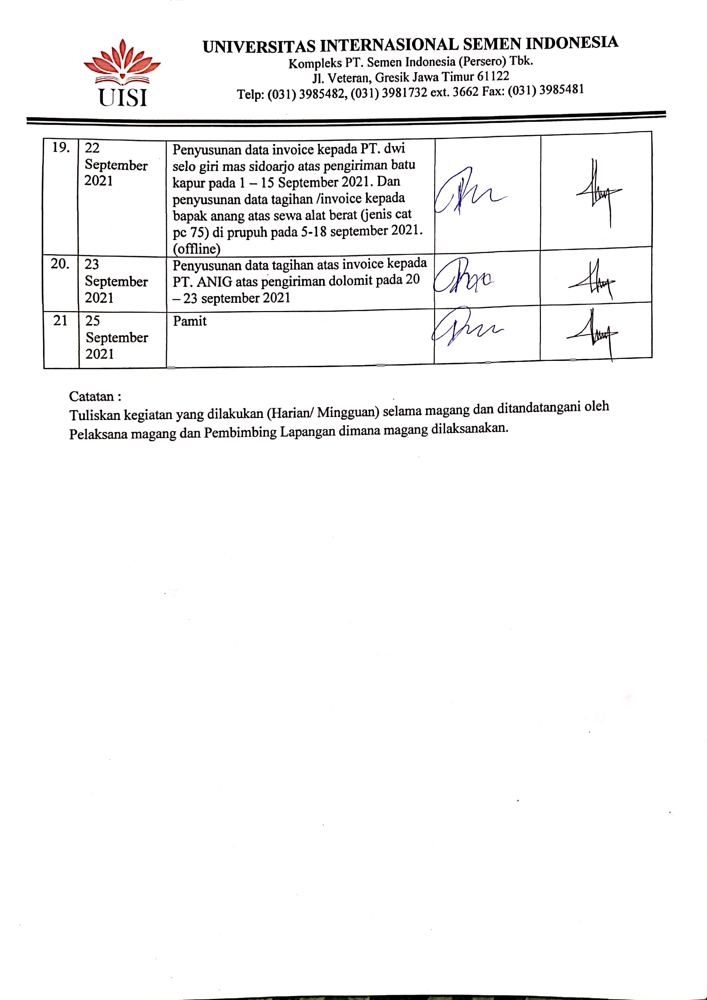 UISI
UNIVERSITAS INTERNASIONAL SEMEN INDONESIA
Kompleks PT. Semen Indonesia (Persero) Tbk.
Jl. Veteran, Gresik Jawa Timur 61122
Telp: (031) 3985482, (031) 3981732 ext. 3662 Fax: (031) 3985481
19.
22
September
2021
Penyusunan data invoice kepada PT. dwi
selo giri mas sidoarjo atas pengiriman batu
kapur pada 1 – 15 September 2021. Dan
penyusunan data tagihan /invoice kepada
bapak anang atas sewa alat berat (jenis cat
pc 75) di prupuh pada 5-18 september 2021.
(offline)
20.
23
September
2021
Penyusunan data tagihan atas invoice kepada
PT. ANIG atas pengiriman dolomit pada 20
– 23 september 2021
21
25
September
2021
Pamit
Catatan :
Tuliskan kegiatan yang dilakukan (Harian/ Mingguan) selama magang dan ditandatangani oleh
Pelaksana magang dan Pembimbing Lapangan dimana magang dilaksanakan.